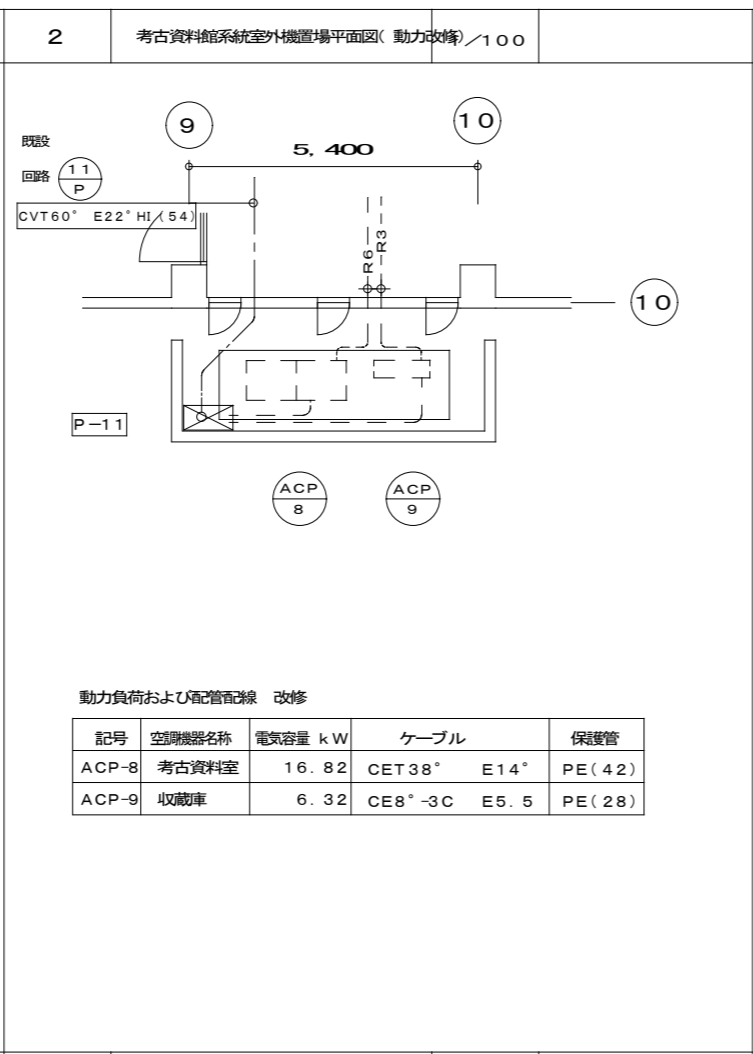 2 考古資料館系統室外機置場平面図( 動力改修) /100
9
10
5,400
既設
回路 11
P
CVT60° E22°HI(54)
R6
R3
10
P-11
ACP
8
ACP
9
動力負荷および配管配線 改修
記号 空調機器名称 電気容量 kW ケーブル 保護管
ACP-8 考古資料室 16.82 CET38° E14° PE(42)
ACP-9 収蔵庫 6.32 CE8°-3C E5.5 PE(28)